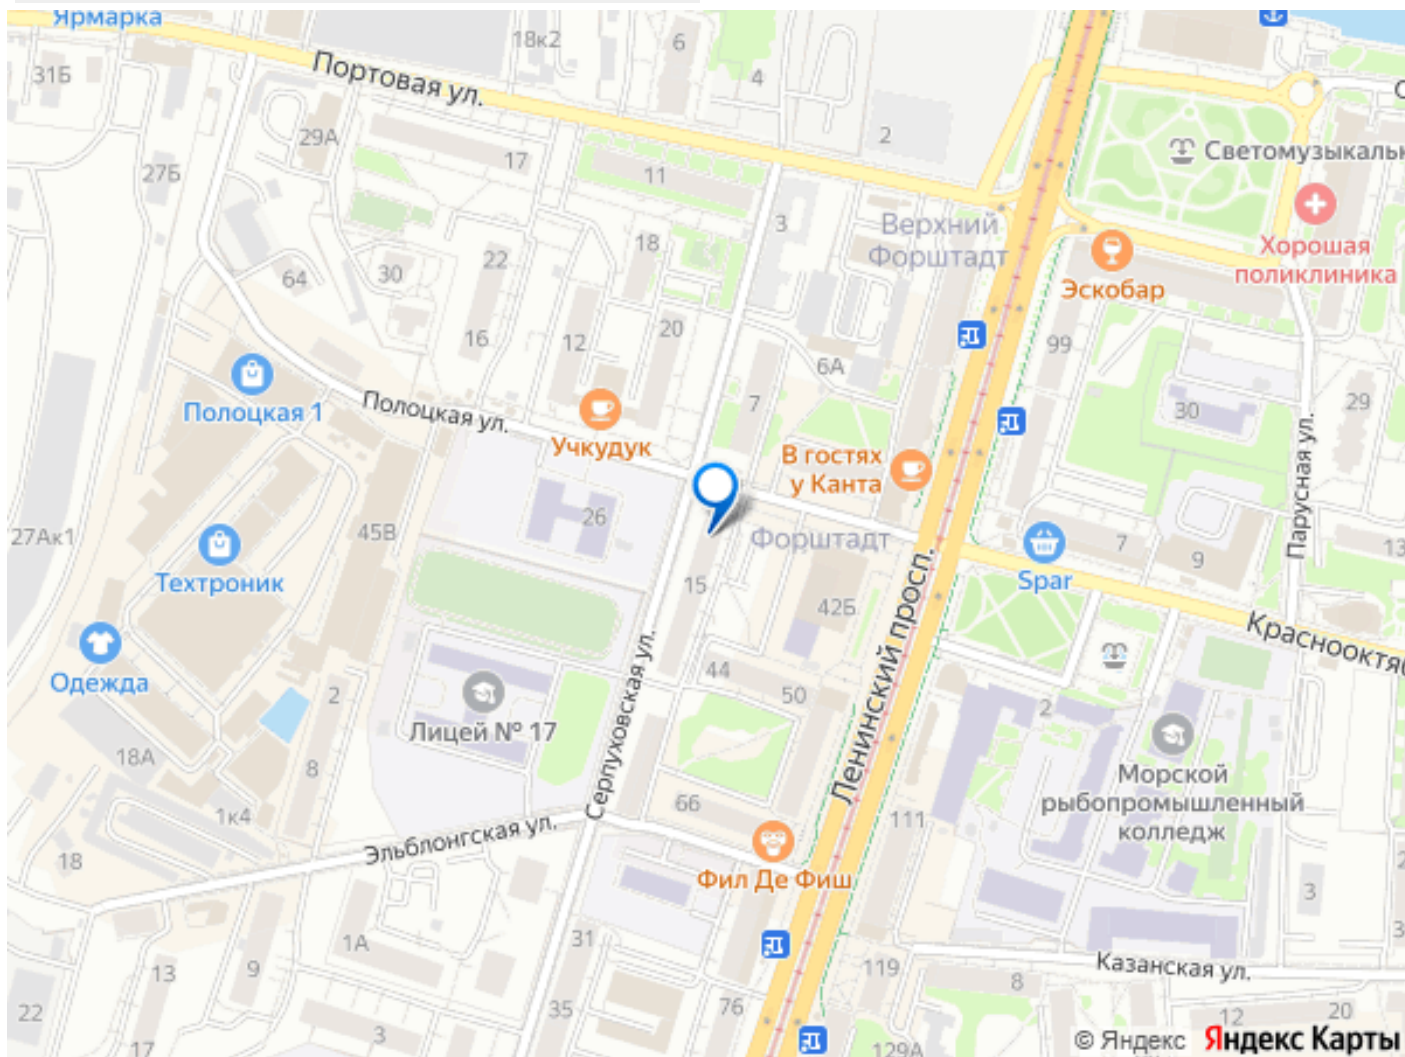 Ярмарка
18к2
6
4
31Б
Портовая ул.
2
29А
17
11
27Б
Светомузыкальн
3
Верхний
Форштадт
18
22
30
64
Хорошая
поликлиника
Эскобар
20
16
12
6А
99
7
30
29
Полоцкая 1
Полоцкая ул.
Учкудук
В гостях
у Канта
Парусная ул.
26
27Ак1
45В
Форштадт
7
9
13
Техтроник
Spar
15
42Б
Ленинский просп.
Краснооктяб
Серпуховская ул.
44
50
Одежда
2
Лицей № 17
2
18А
8
Морской
рыбопромышленный
колледж
66
1к4
111
Эльблонгская ул.
18
Фил Де Фиш
3
1А
31
13
9
119
Казанская ул.
8
22
35
76
3
17
129А
12
20
© Яндекс Яндекс Карты